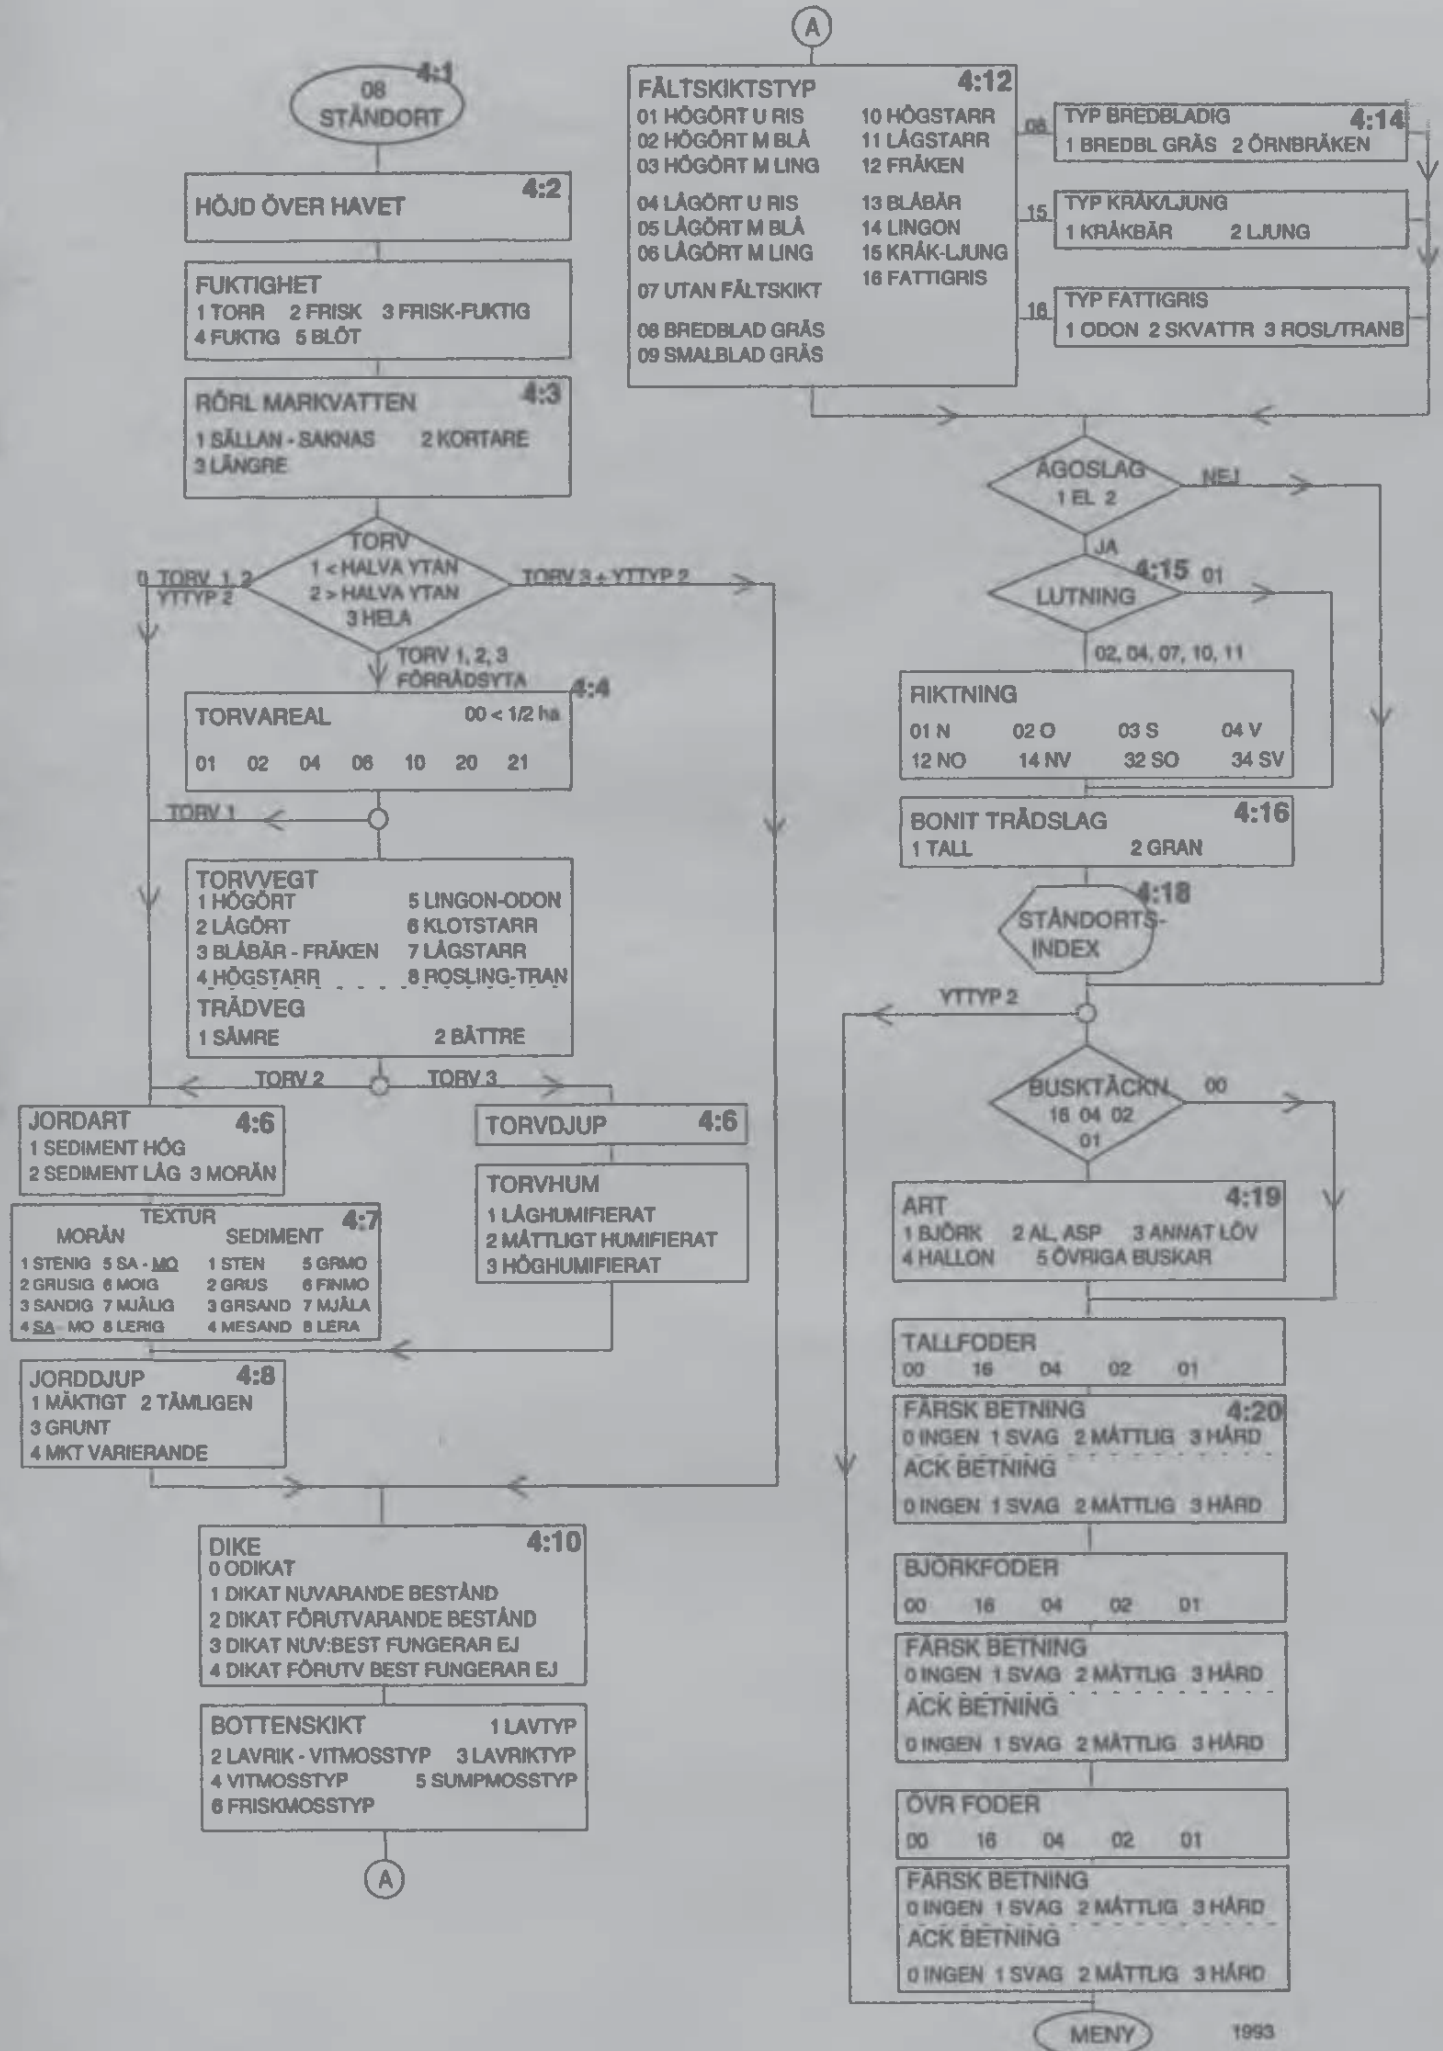 08
4:1
STÅNDORT
4:2
HÖJD ÖVER HAVET
FUKTIGHET
1 TORR 2 FRISK 3 FRISK-FUKTIG
4 FUKTIG 5 BLÖT
RÖRL MARKVATTEN 4:3
1 SÄLLAN - SAKNAS 2 KORTARE
3 LÄNGRE
TORV
1 < HALVA YTAN
2 > HALVA YTAN
3 HELA
0 TORV 1, 2
YTTYP 2
TORV 3 + YTTYP 2
TORV 1, 2, 3
FÖRRÅDSYTA
4:4
TORVAREAL 00 < 1/2 ha
01 02 04 06 10 20 21
TORV 1
TORVVEGT
1 HÖGÖRT 5 LINGON-ODON
2 LÅGÖRT 6 KLOTSTARR
3 BLÅBÄR - FRÄKEN 7 LÅGSTARR
4 HÖGSTARR 8 ROSLING-TRAN
TRÄDVEG
1 SÄMRE 2 BÄTTRE
TORV 2 TORV 3
JORDART 4:6
1 SEDIMENT HÖG
2 SEDIMENT LÅG 3 MORÄN
TORVDJUP 4:6
TORVHUM
1 LÅGHUMIFIERAT
2 MÅTTLIGT HUMIFIERAT
3 HÖGHUMIFIERAT
TEXTUR 4:7
MORÄN SEDIMENT
1 STENIG 5 SA - MO 1 STEN 5 GRMO
2 GRUSIG 6 MOIG 2 GRUS 6 FINMO
3 SANDIG 7 MJÄLIG 3 GRSAND 7 MJÄLA
4 SA - MO 8 LERIG 4 MESAND 8 LERA
JORDDJUP 4:8
1 MÄKTIGT 2 TÄMLIGEN
3 GRUNT
4 MKT VARIERANDE
DIKE 4:10
0 ODIKAT
1 DIKAT NUVARANDE BESTÅND
2 DIKAT FÖRUTVARANDE BESTÅND
3 DIKAT NUV:BEST FUNGERAR EJ
4 DIKAT FÖRUTV BEST FUNGERAR EJ
BOTTENSKIKT 1 LAVTYP
2 LAVRIK - VITMOSSTYP 3 LAVRIKTYP
4 VITMOSSTYP 5 SUMPMOSSTYP
6 FRISKMOSSTYP
A
A
FÄLTSKIKTSTYP 4:12
01 HÖGÖRT U RIS 10 HÖGSTARR
02 HÖGÖRT M BLÅ 11 LÅGSTARR
03 HÖGÖRT M LING 12 FRÄKEN
04 LÅGÖRT U RIS 13 BLÅBÄR
05 LÅGÖRT M BLÅ 14 LINGON
06 LÅGÖRT M LING 15 KRÅK-LJUNG
07 UTAN FÄLTSKIKT 16 FATTIGRIS
08 BREDBLAD GRÄS
09 SMALBLAD GRÄS
08
TYP BREDBLADIG 4:14
1 BREDBL GRÄS 2 ÖRNBRÄKEN
15
TYP KRÅK/LJUNG
1 KRÅKBÄR 2 LJUNG
16
TYP FATTIGRIS
1 ODON 2 SKVATTR 3 ROSL/TRANB
ÄGOSLAG
1 EL 2
NEJ
JA
4:15 01
LUTNING
02, 04, 07, 10, 11
RIKTNING
01 N 02 O 03 S 04 V
12 NO 14 NV 32 SO 34 SV
BONIT TRÄDSLAG 4:16
1 TALL 2 GRAN
4:18
STÅNDORTS-
INDEX
YTTYP 2
BUSKTÄCKN 00
16 04 02
01
ART 4:19
1 BJÖRK 2 AL, ASP 3 ANNAT LÖV
4 HALLON 5 ÖVRIGA BUSKAR
TALLFODER
00 16 04 02 01
FÄRSK BETNING 4:20
0 INGEN 1 SVAG 2 MÅTTLIG 3 HÅRD
ACK BETNING
0 INGEN 1 SVAG 2 MÅTTLIG 3 HÅRD
BJÖRKFODER
00 16 04 02 01
FÄRSK BETNING
0 INGEN 1 SVAG 2 MÅTTLIG 3 HÅRD
ACK BETNING
0 INGEN 1 SVAG 2 MÅTTLIG 3 HÅRD
ÖVR FODER
00 16 04 02 01
FÄRSK BETNING
0 INGEN 1 SVAG 2 MÅTTLIG 3 HÅRD
ACK BETNING
0 INGEN 1 SVAG 2 MÅTTLIG 3 HÅRD
MENY
1993